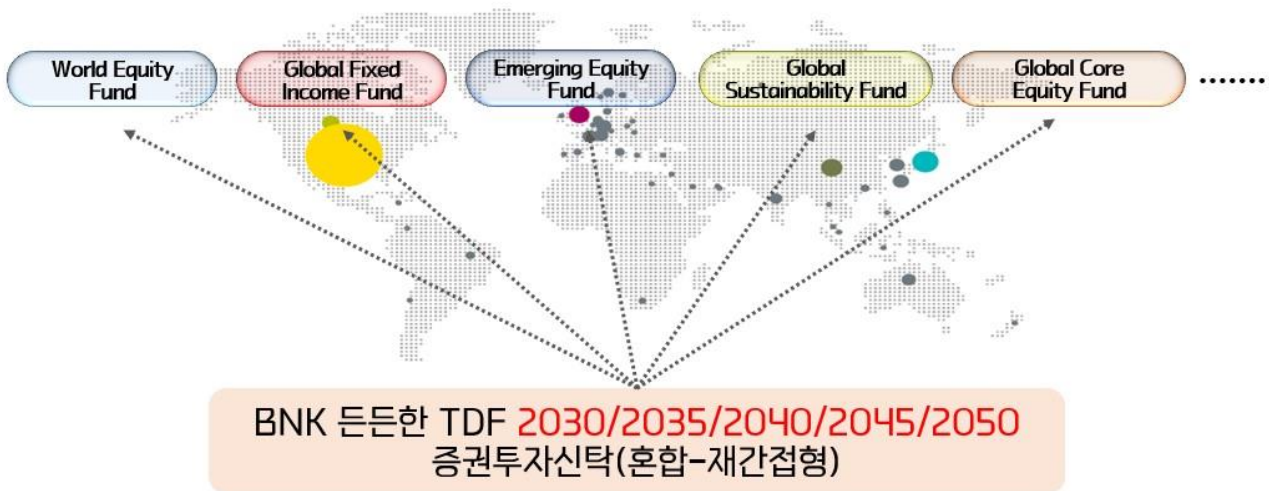 World Equity
Fund
Global Fixed
Income Fund
Emerging Equity
Fund
Global
Sustainability Fund
Global Core
Equity Fund
·······
BNK 든든한 TDF 2030/2035/2040/2045/2050
증권투자신탁(혼합-재간접형)